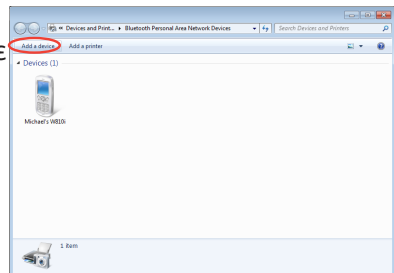 Devices and Print... ▸ Bluetooth Personal Area Network Devices
Search Devices and Printers
Add a device
Add a printer
Devices (1)
Michael's W810i
1 item